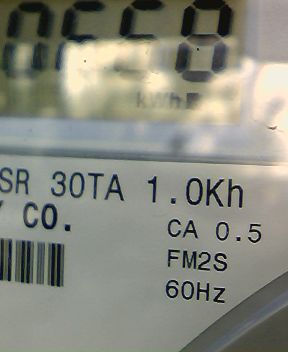 kWh
SR 30TA 1.0Kh
Y CO.
CA 0.5
FM2S
60Hz